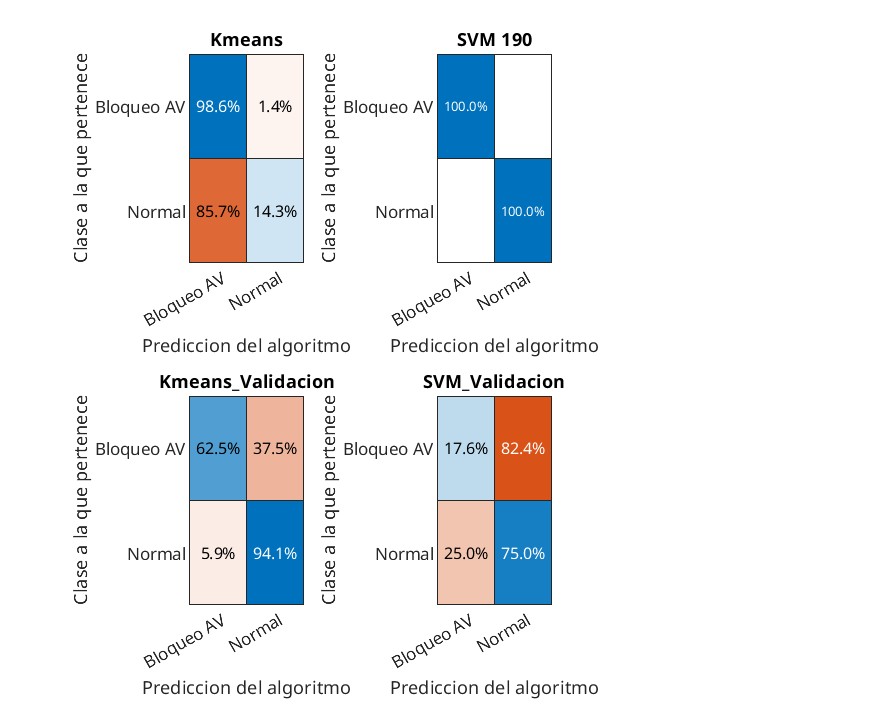 Kmeans
Clase a la que pertenece
Bloqueo AV
98.6%
1.4%
Normal
85.7%
14.3%
Bloqueo AV
Normal
Prediccion del algoritmo
SVM 190
Clase a la que pertenece
Bloqueo AV
100.0%
Normal
100.0%
Bloqueo AV
Normal
Prediccion del algoritmo
Kmeans_Validacion
Clase a la que pertenece
Bloqueo AV
62.5%
37.5%
Normal
5.9%
94.1%
Bloqueo AV
Normal
Prediccion del algoritmo
SVM_Validacion
Clase a la que pertenece
Bloqueo AV
17.6%
82.4%
Normal
25.0%
75.0%
Bloqueo AV
Normal
Prediccion del algoritmo